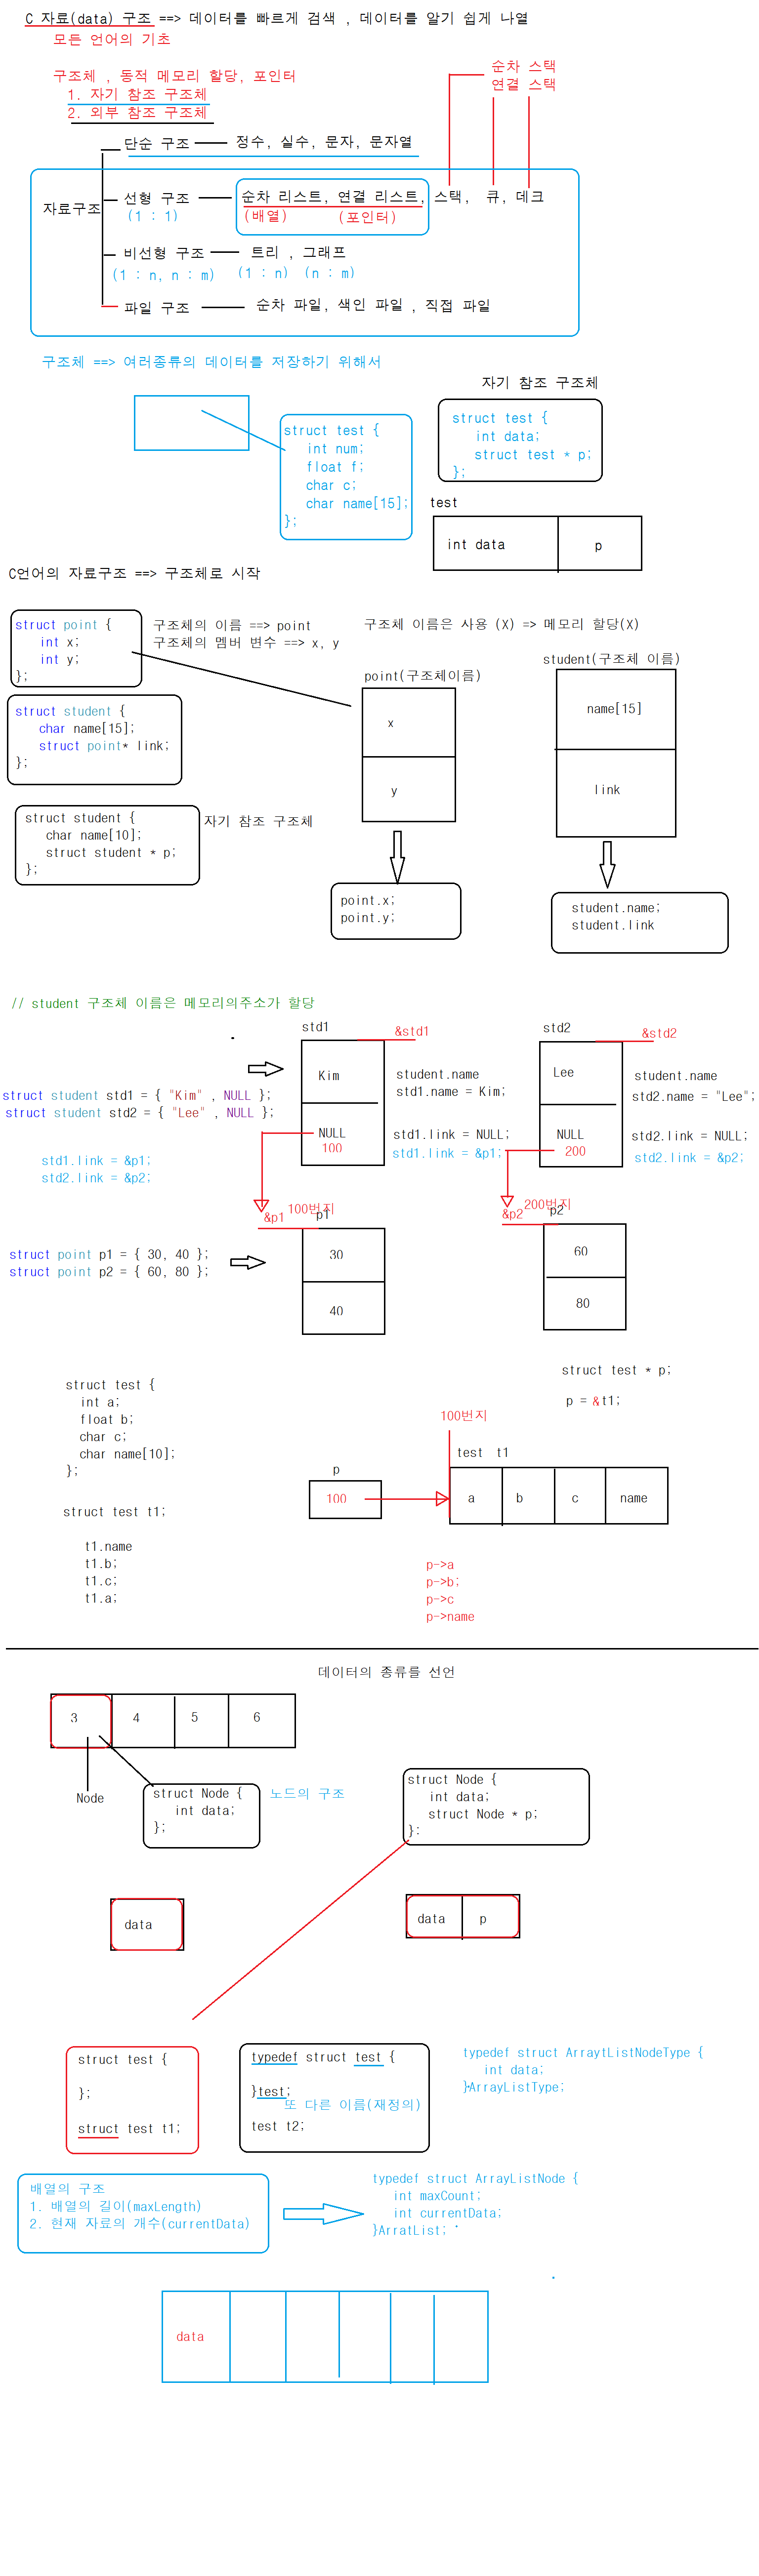 C 자료(data) 구조 ==> 데이터를 빠르게 검색 , 데이터를 알기 쉽게 나열
모든 언어의 기초
구조체 , 동적 메모리 할당, 포인터
1. 자기 참조 구조체
2. 외부 참조 구조체
순차 스택
연결 스택
단순 구조
정수, 실수, 문자, 문자열
자료구조
선형 구조
(1 : 1)
순차 리스트, 연결 리스트, 스택, 큐, 데크
(배열)
(포인터)
비선형 구조
트리 , 그래프
(1 : n, n : m)
(1 : n)
(n : m)
파일 구조
순차 파일, 색인 파일 , 직접 파일
구조체 ==> 여러종류의 데이터를 저장하기 위해서
자기 참조 구조체
struct test {
int num;
float f;
char c;
char name[15];
};
struct test {
int data;
struct test * p;
};
test
int data
p
C언어의 자료구조 ==> 구조체로 시작
struct point {
int x;
int y;
};
구조체의 이름 ==> point
구조체의 멤버 변수 ==> x, y
구조체 이름은 사용 (X) => 메모리 할당(X)
point(구조체이름)
x
y
student(구조체 이름)
name[15]
link
struct student {
char name[15];
struct point* link;
};
struct student {
char name[10];
struct student * p;
};
자기 참조 구조체
point.x;
point.y;
student.name;
student.link
// student 구조체 이름은 메모리의주소가 할당
std1
&std1
std2
&std2
Kim
student.name
std1.name = Kim;
Lee
student.name
std2.name = "Lee";
struct student std1 = { "Kim" , NULL };
struct student std2 = { "Lee" , NULL };
NULL
100
std1.link = NULL;
std1.link = &p1;
NULL
200
std2.link = NULL;
std2.link = &p2;
std1.link = &p1;
std2.link = &p2;
&p1
100번지
p1
&p2
200번지
p2
struct point p1 = { 30, 40 };
struct point p2 = { 60, 80 };
30
40
60
80
struct test * p;
p = &t1;
struct test {
int a;
float b;
char c;
char name[10];
};
100번지
test t1
p
100
a
b
c
name
struct test t1;
t1.name
t1.b;
t1.c;
t1.a;
p->a
p->b;
p->c
p->name
데이터의 종류를 선언
3
4
5
6
Node
struct Node {
int data;
};
노드의 구조
struct Node {
int data;
struct Node * p;
};
data
data
p
struct test {
};
struct test t1;
typedef struct test {
}test;
또 다른 이름(재정의)
test t2;
typedef struct ArraytListNodeType {
int data;
}ArrayListType;
배열의 구조
1. 배열의 길이(maxLength)
2. 현재 자료의 개수(currentData)
typedef struct ArrayListNode {
int maxCount;
int currentData;
}ArratList;
data